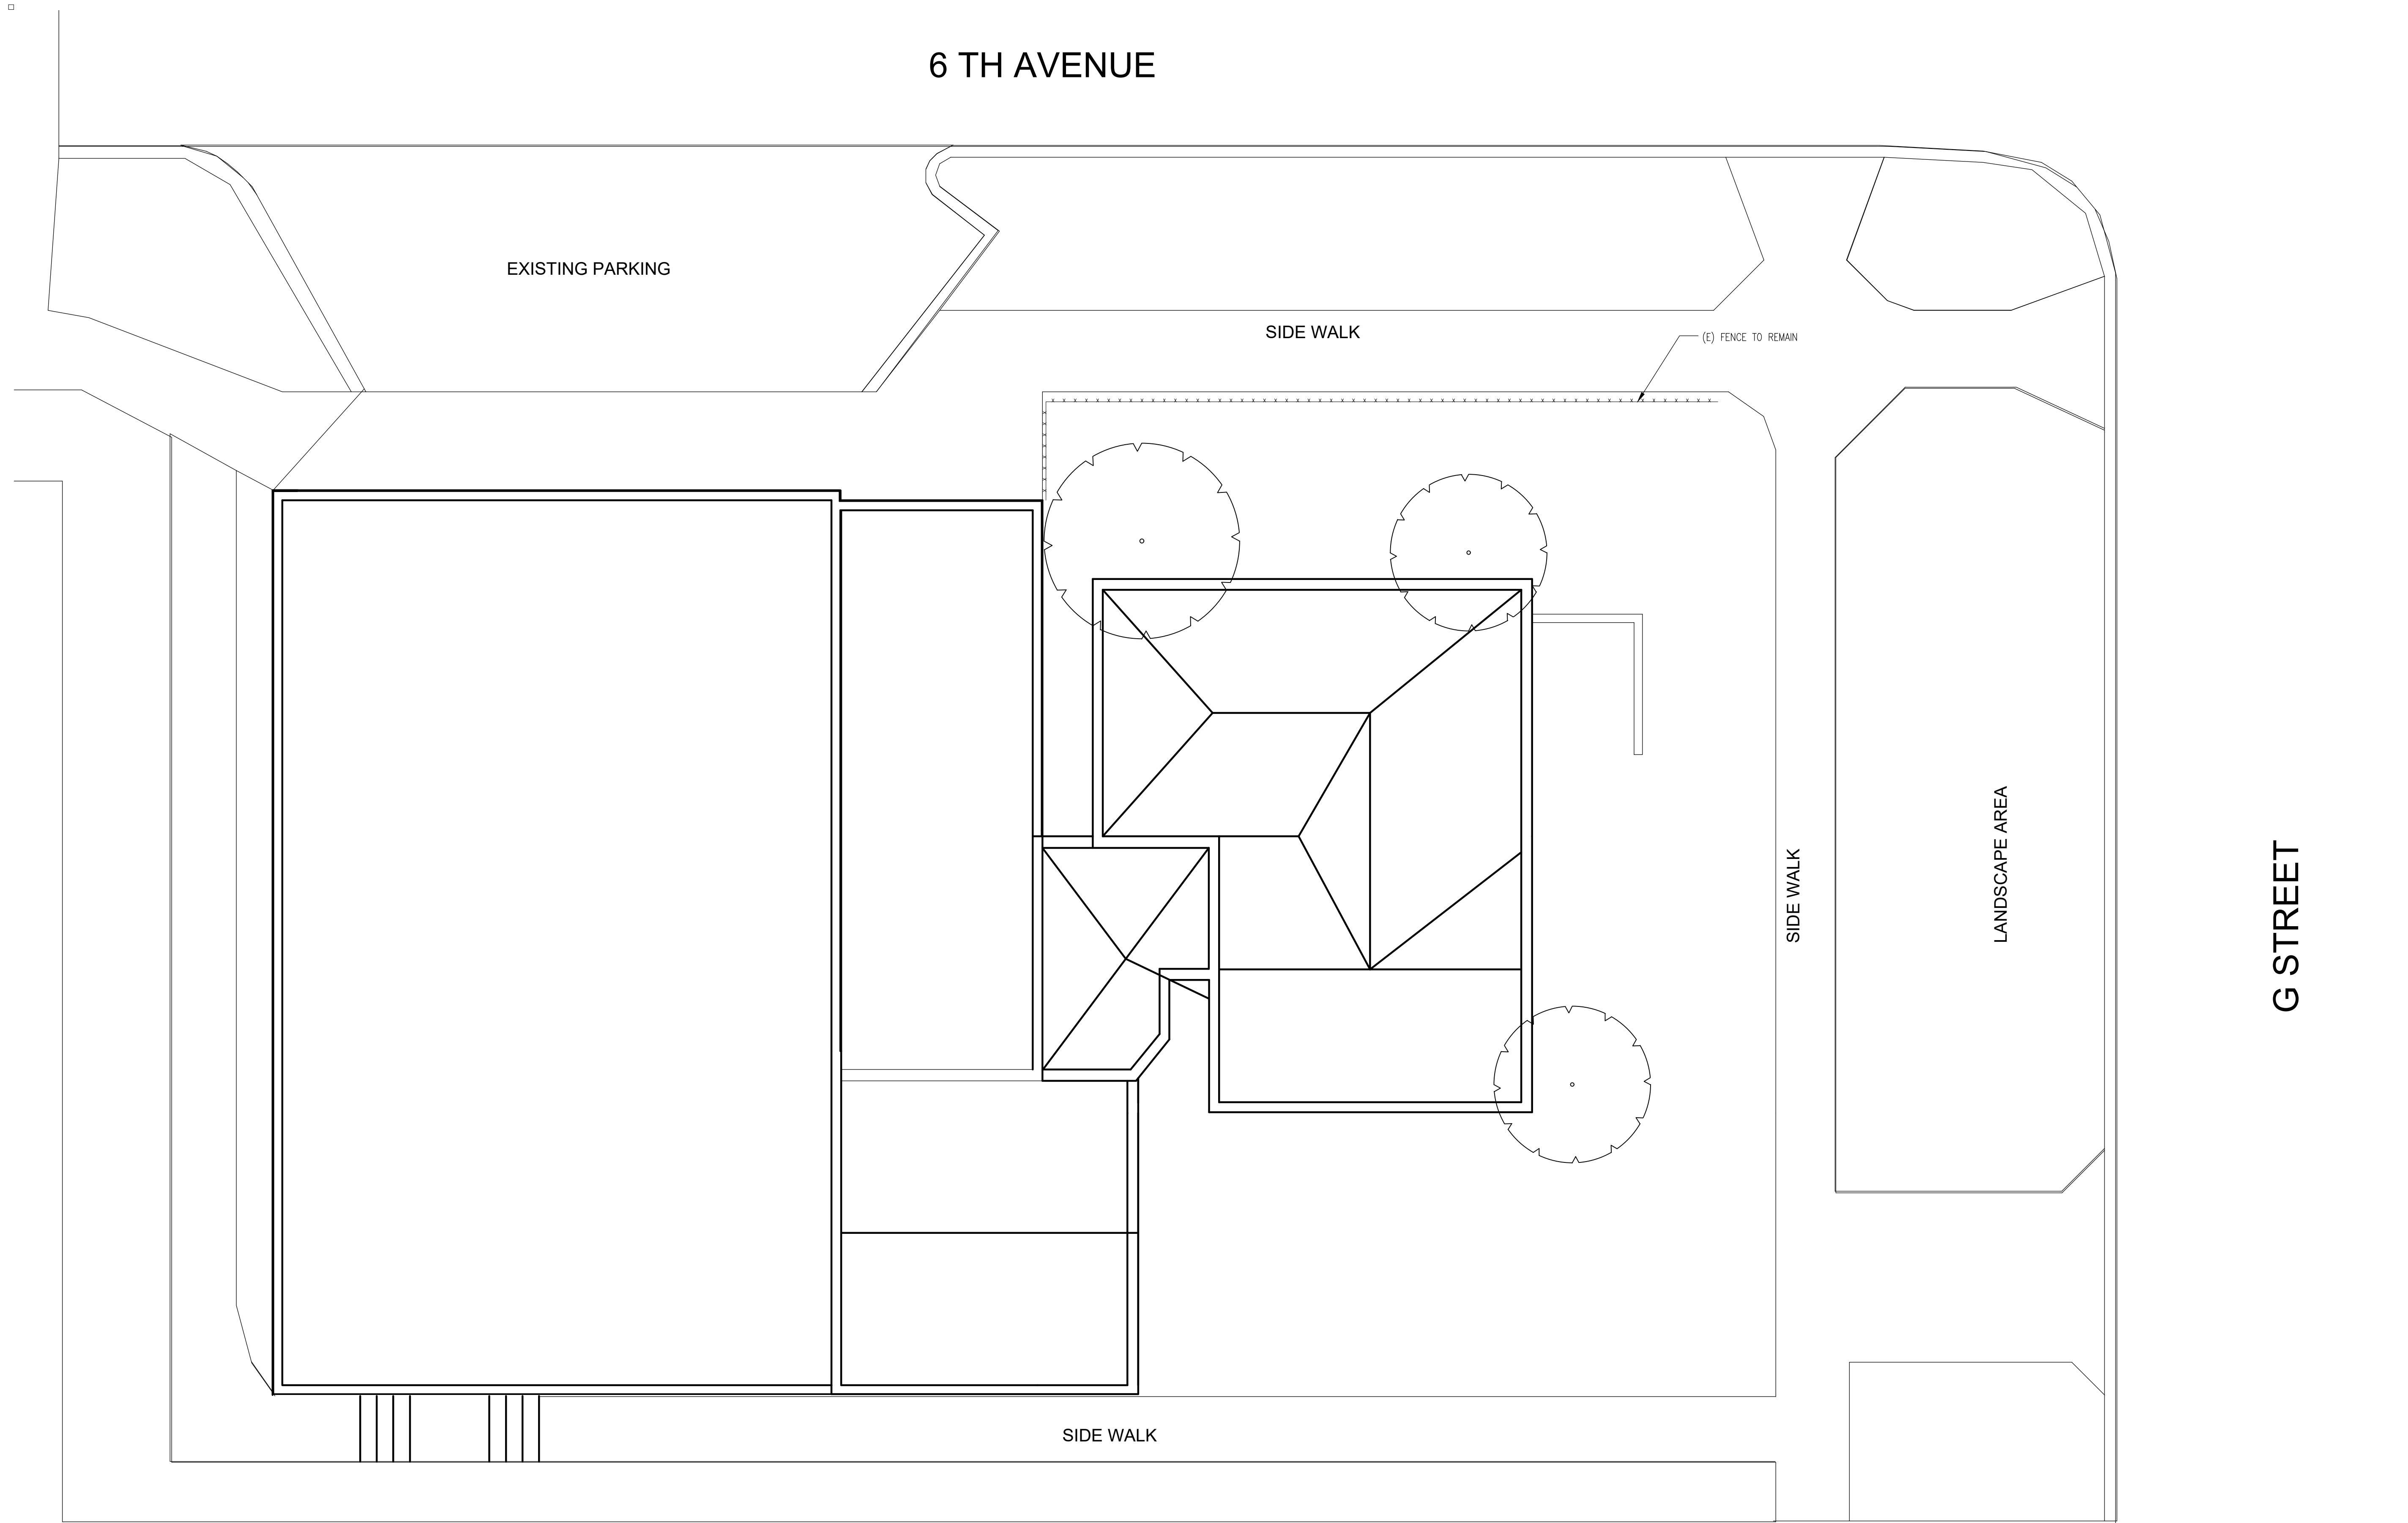 6 TH AVENUE
EXISTING PARKING
SIDE WALK
(E) FENCE TO REMAIN
SIDE WALK
LANDSCAPE AREA
G STREET
SIDE WALK